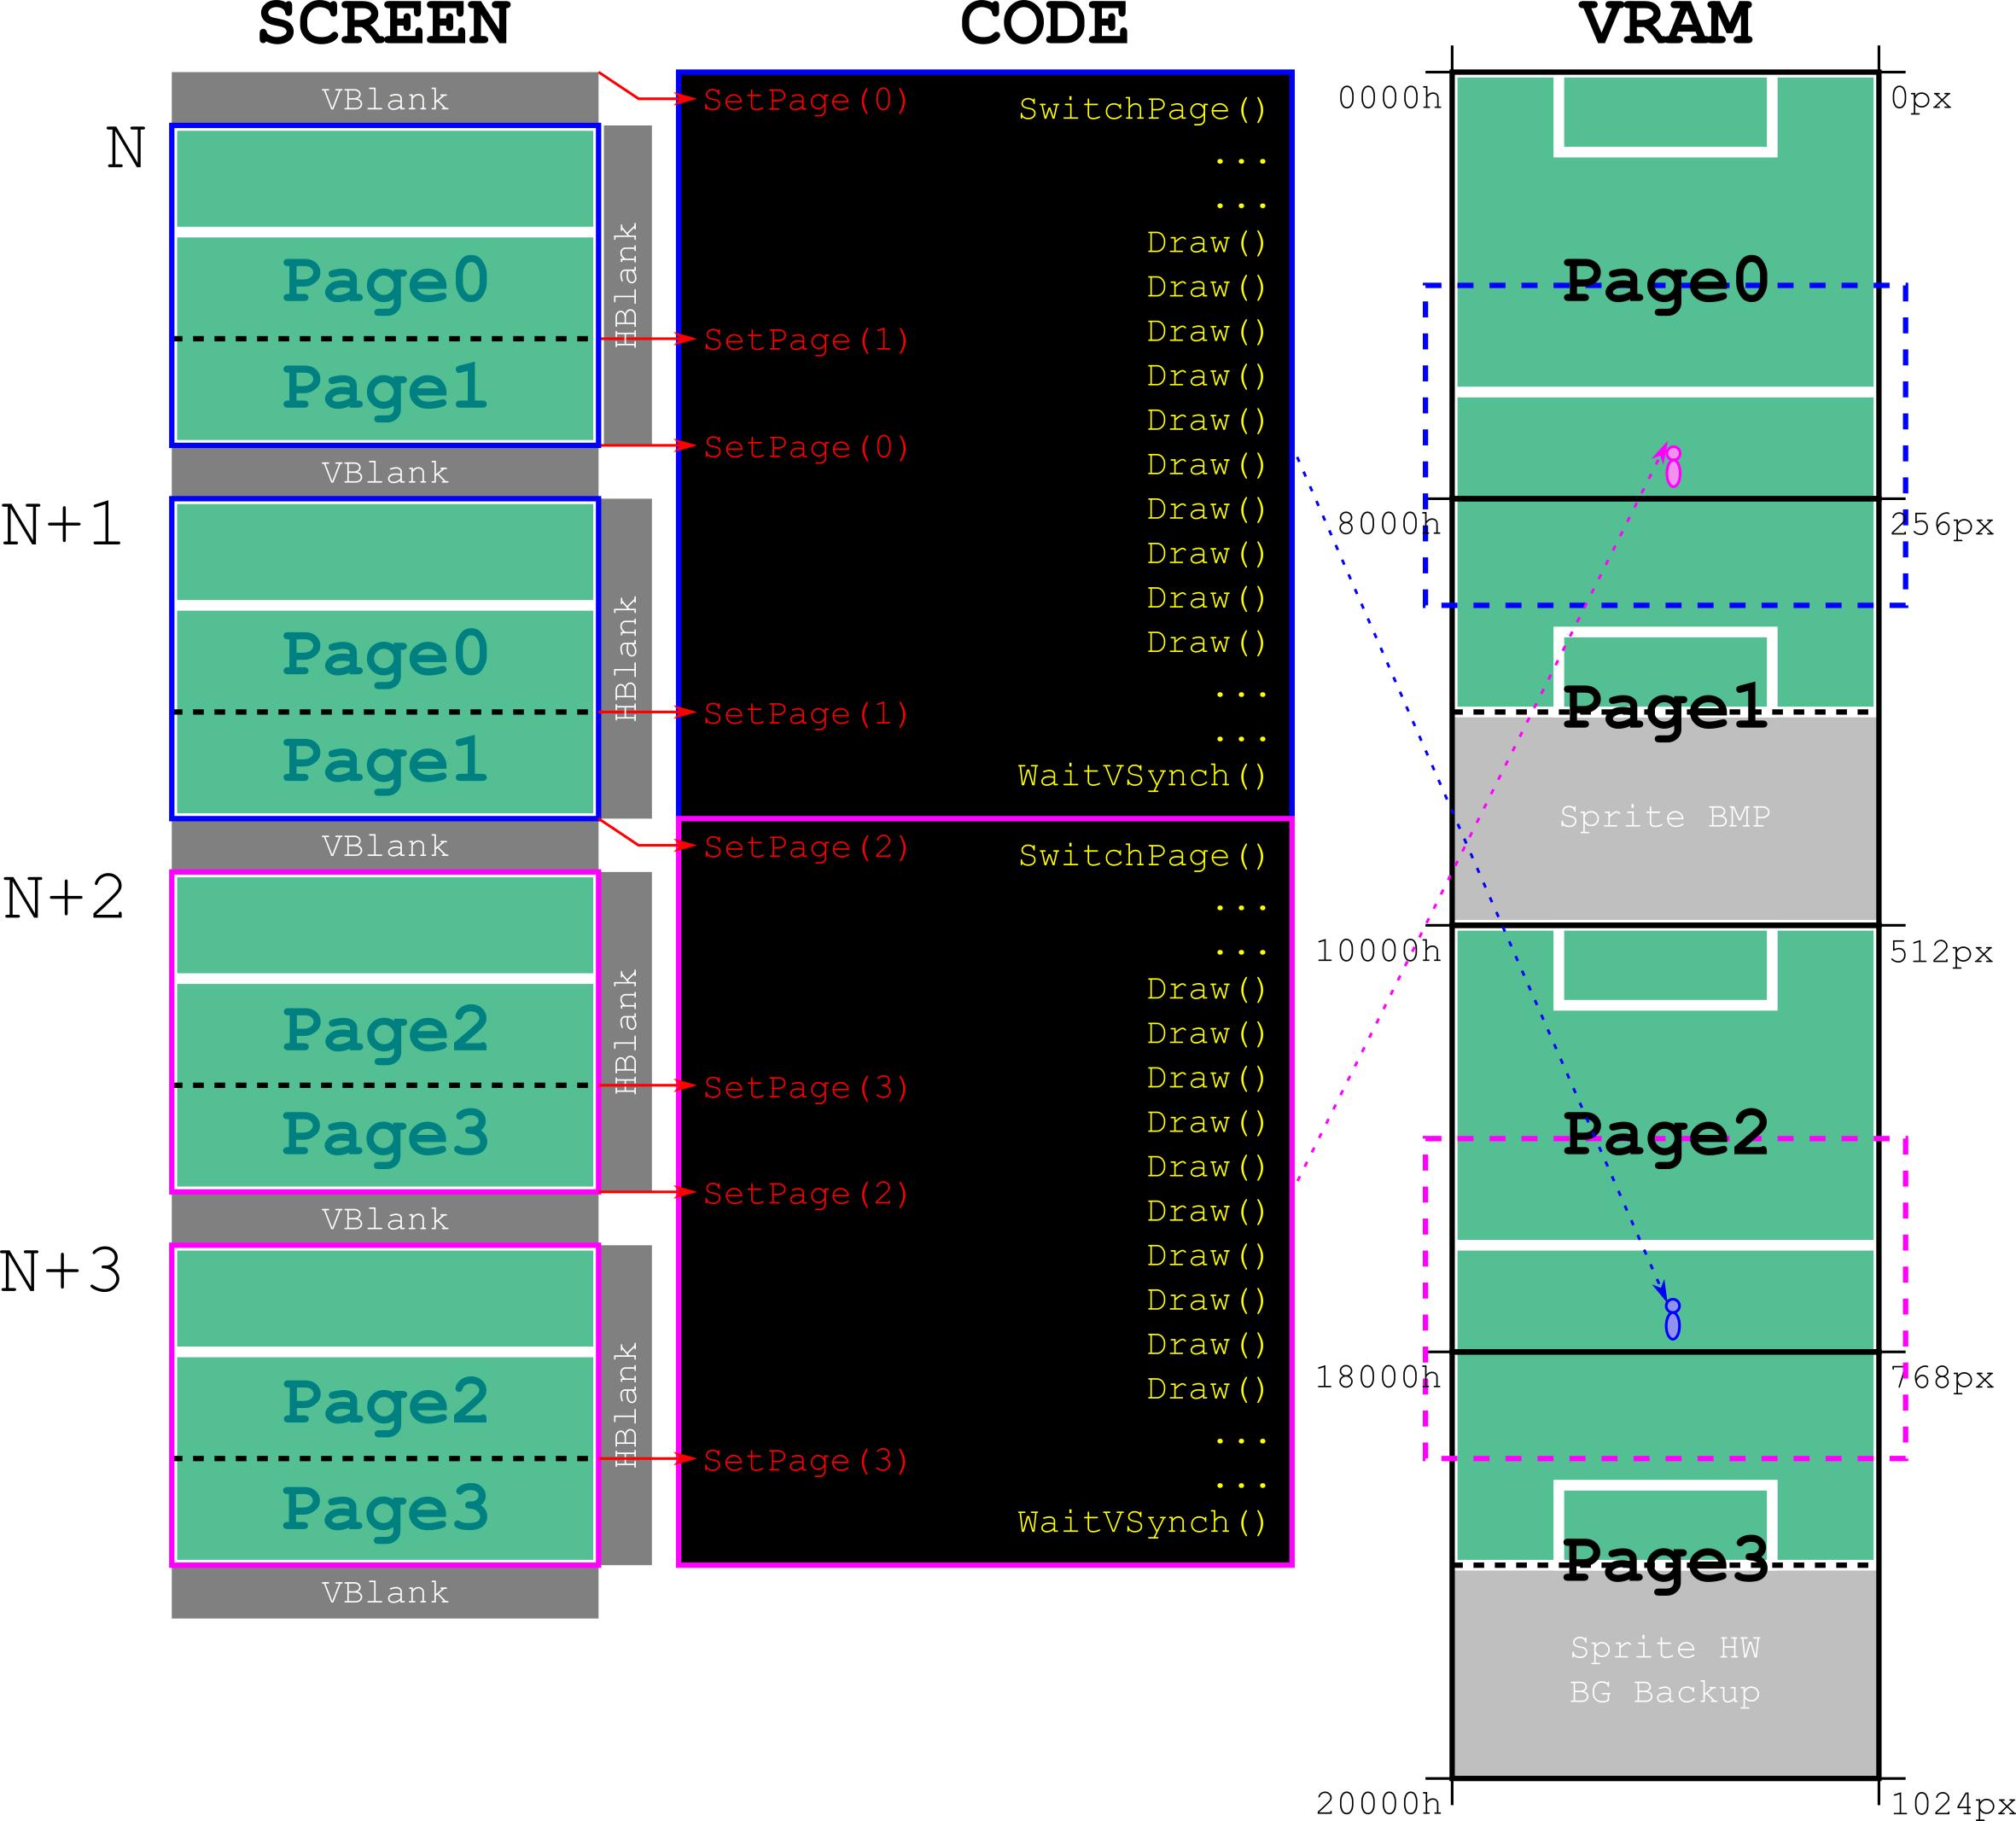 SCREEN
VBlank
N
HBlank
Page0
Page1
VBlank
N+1
HBlank
Page0
Page1
VBlank
N+2
HBlank
Page2
Page3
VBlank
N+3
HBlank
Page2
Page3
VBlank
CODE
SetPage(0)
SwitchPage()
...
...
Draw()
Draw()
SetPage(1)
Draw()
Draw()
Draw()
SetPage(0)
Draw()
Draw()
Draw()
Draw()
Draw()
...
SetPage(1)
...
WaitVSynch()
SetPage(2)
SwitchPage()
...
...
Draw()
Draw()
SetPage(3)
Draw()
Draw()
Draw()
SetPage(2)
Draw()
Draw()
Draw()
Draw()
Draw()
...
SetPage(3)
...
WaitVSynch()
VRAM
0000h
0px
Page0
8000h
256px
Page1
Sprite BMP
10000h
512px
Page2
18000h
768px
Page3
Sprite HW
BG Backup
20000h
1024px